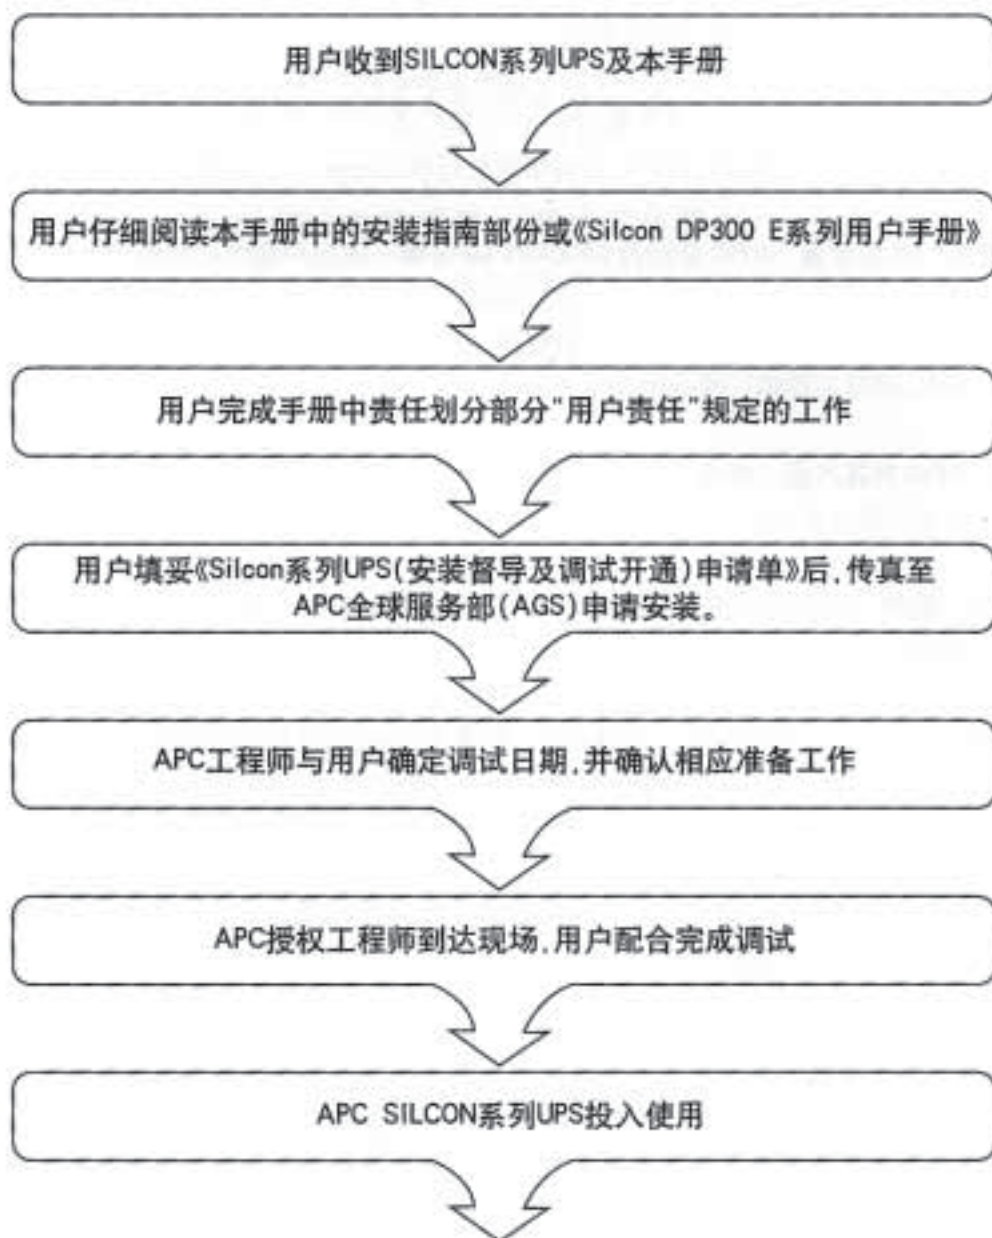 用户收到SILCON系列UPS及本手册
用户仔细阅读本手册中的安装指南部份或《Silcon DP300 E系列用户手册》
用户完成手册中责任划分部分“用户责任”规定的工作
用户填妥《Silcon系列UPS(安装督导及调试开通)申请单》后,传真至
APC全球服务部(AGS)申请安装。
APC工程师与用户确定调试日期,并确认相应准备工作
APC授权工程师到达现场,用户配合完成调试
APC SILCON系列UPS投入使用